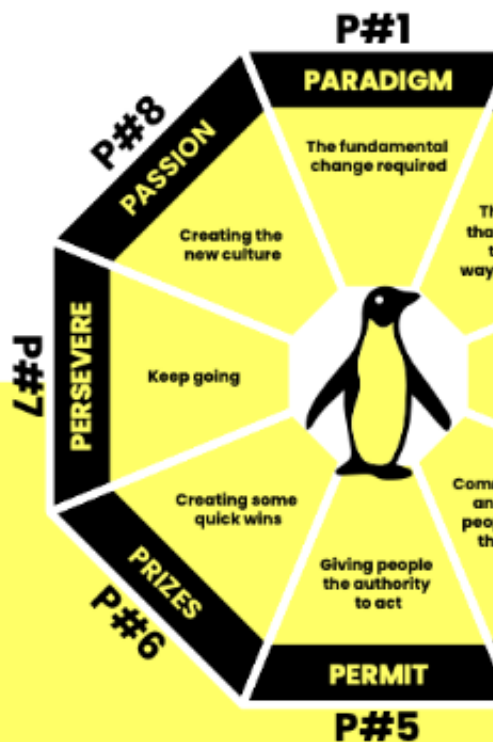 P#1
PARADIGM
The fundamental
change required
P#8
PASSION
Creating the
new culture
P#7
PERSEVERE
Keep going
P#6
PRIZES
Creating some
quick wins
P#5
PERMIT
Giving people
the authority
to act